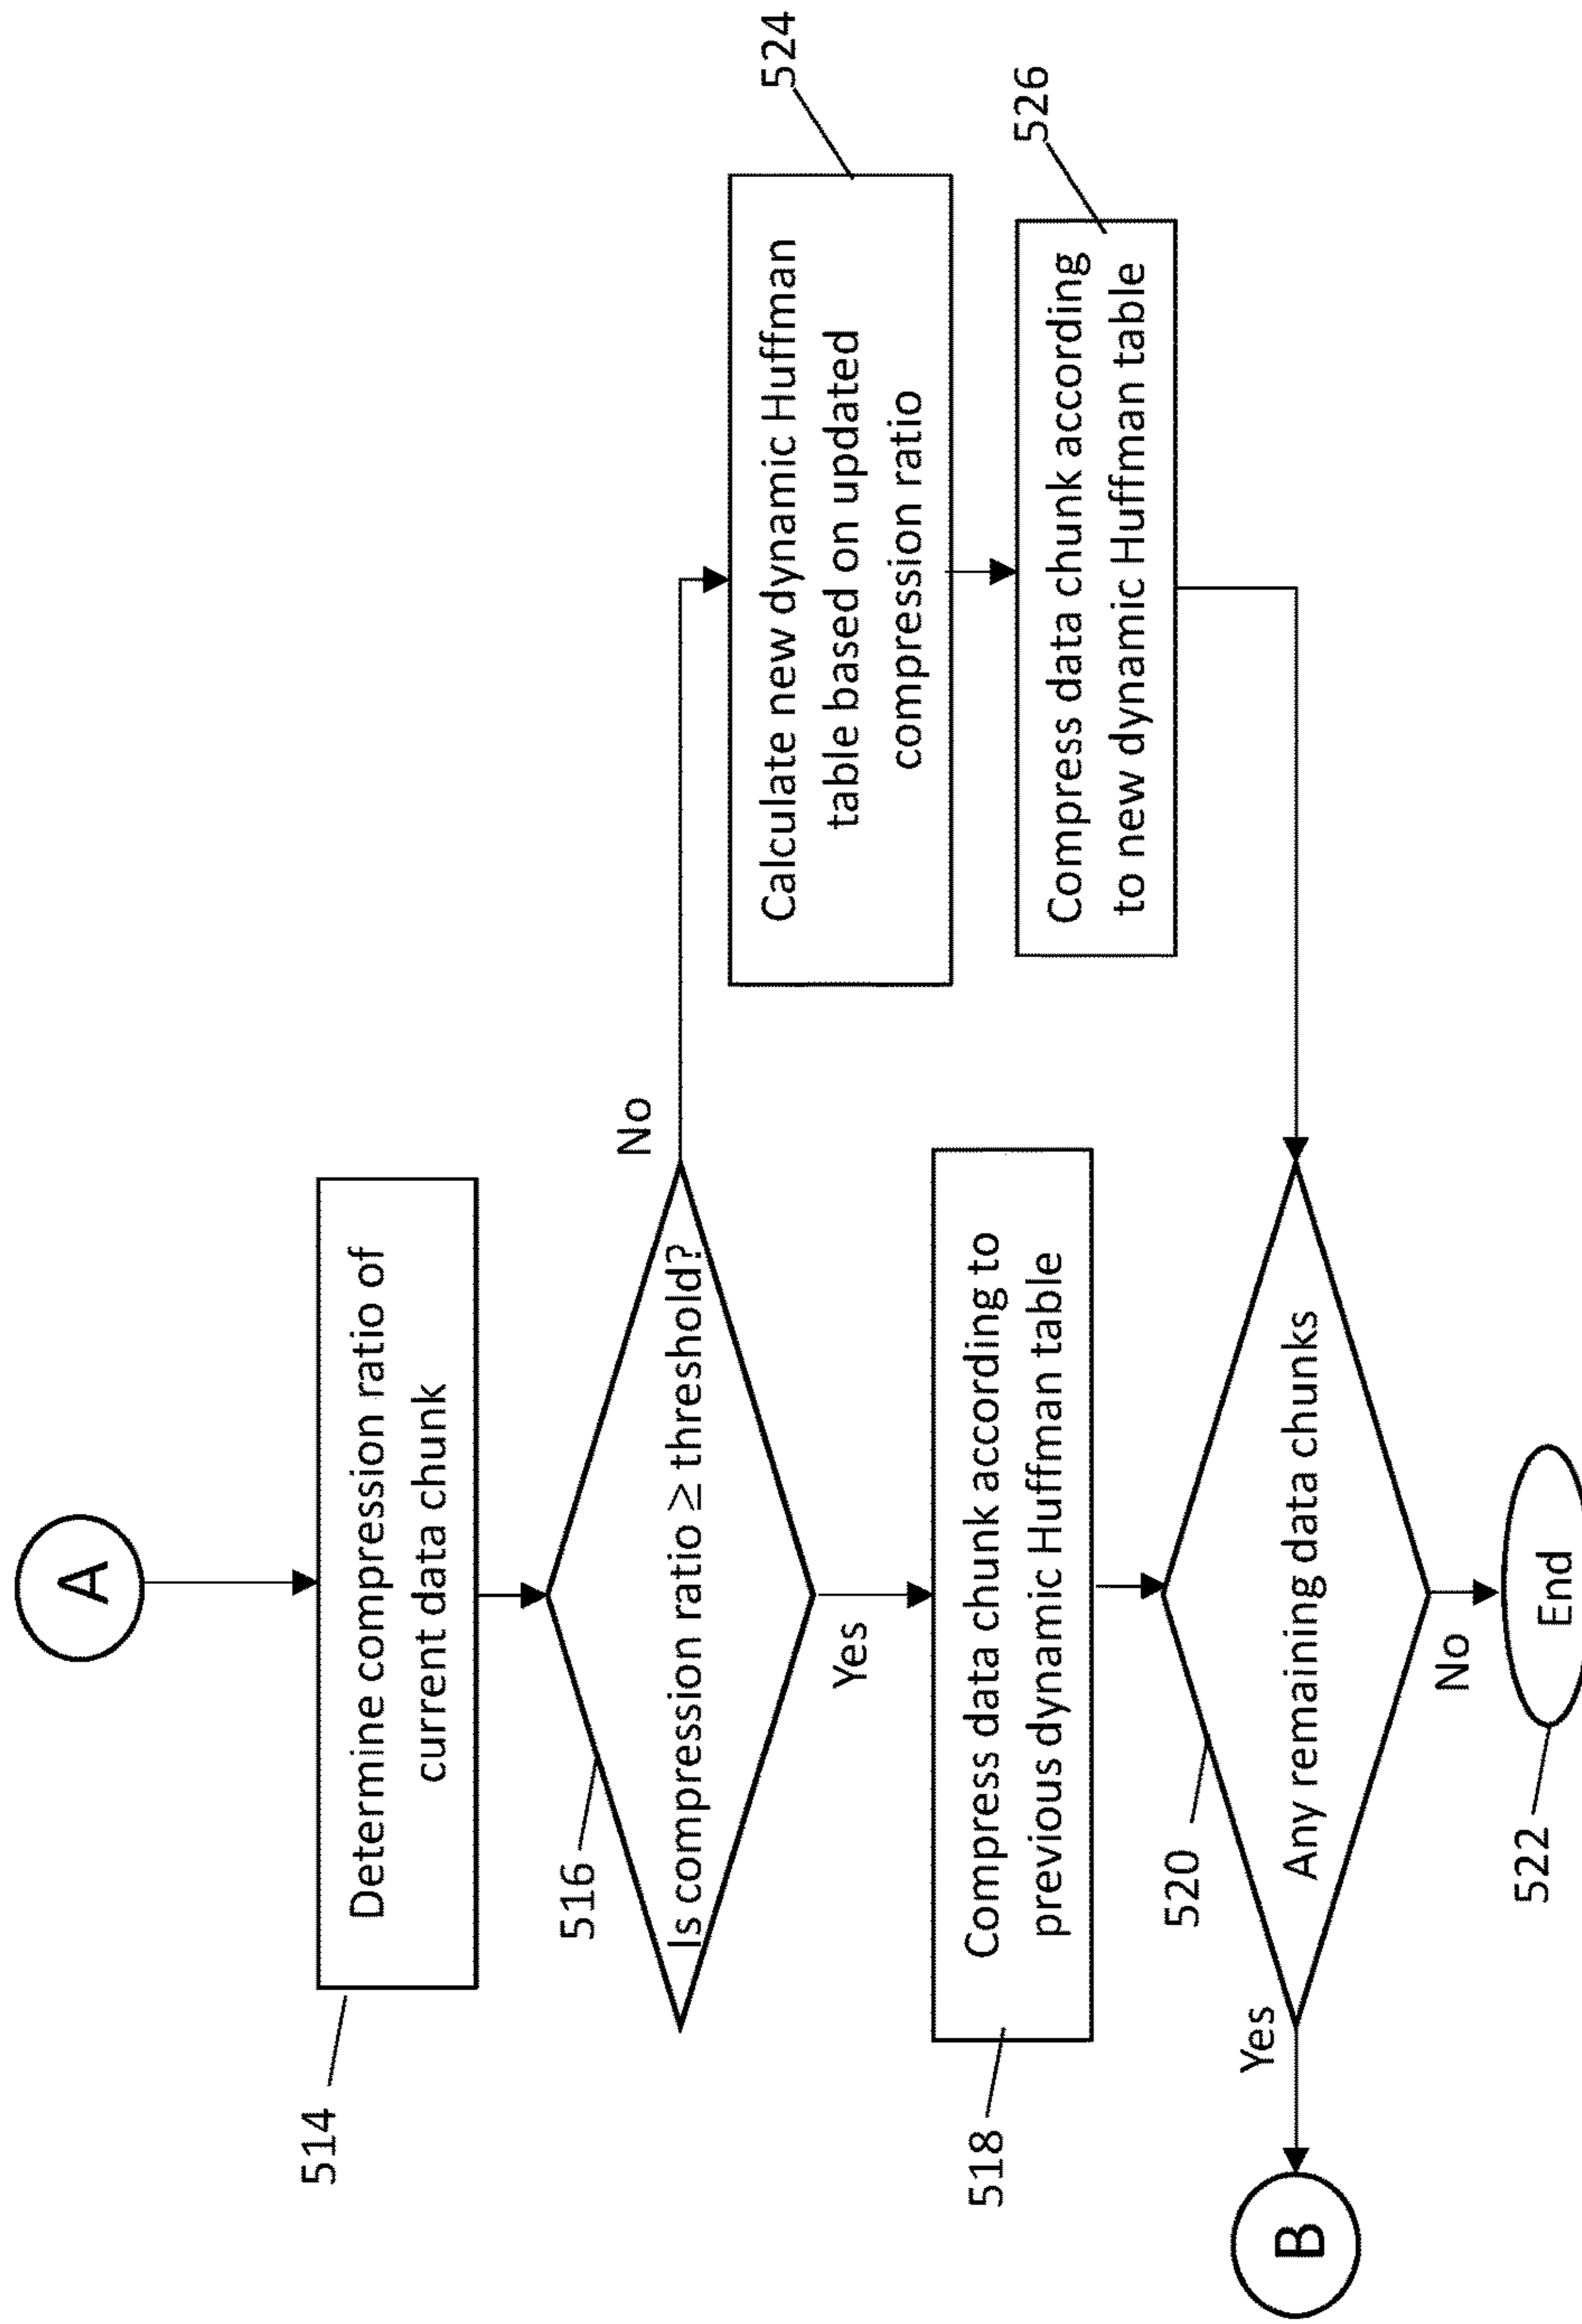 A
514
Determine compression ratio of
current data chunk
516
Is compression ratio ≥ threshold?
No
Yes
524
Calculate new dynamic Huffman
table based on updated
compression ratio
526
Compress data chunk according
to new dynamic Huffman table
518
Compress data chunk according to
previous dynamic Huffman table
520
Any remaining data chunks
Yes
B
No
522
End